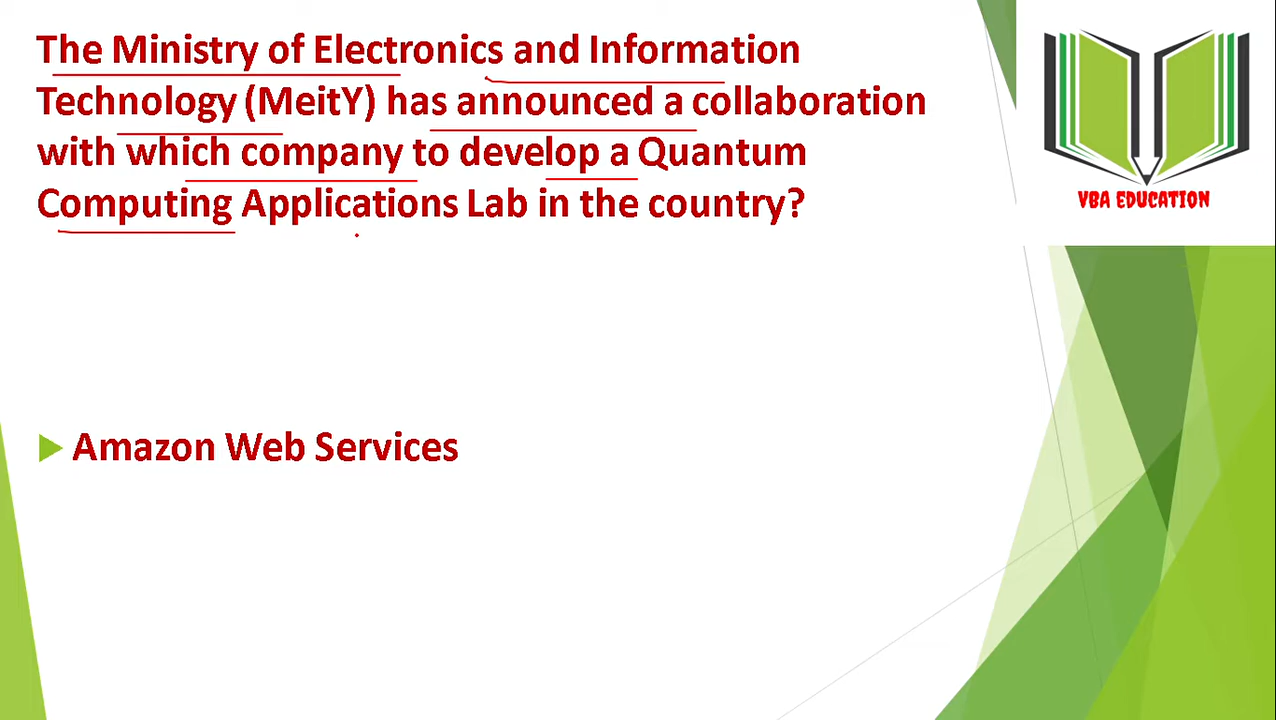 The Ministry of Electronics and Information
Technology (MeitY) has announced a collaboration
with which company to develop a Quantum
Computing Applications Lab in the country?
VBA EDUCATION
Amazon Web Services